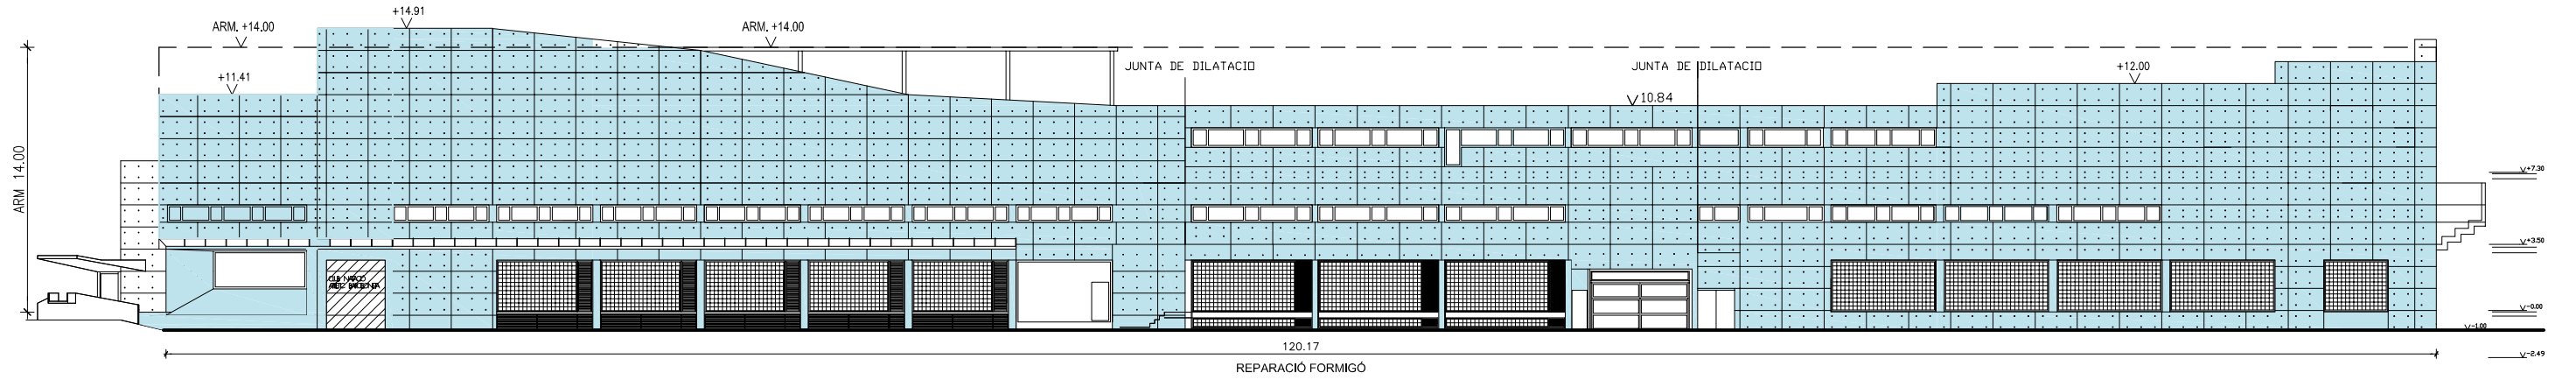 +14.91
ARM. +14.00
ARM. +14.00
JUNTA DE DILATACIO
JUNTA DE DILATACIO
+12.00
+11.41
10.84
ARM 14.00
+7.30
+3.50
-0.00
-1.00
-2.49
120.17
REPARACIÓ FORMIGÓ